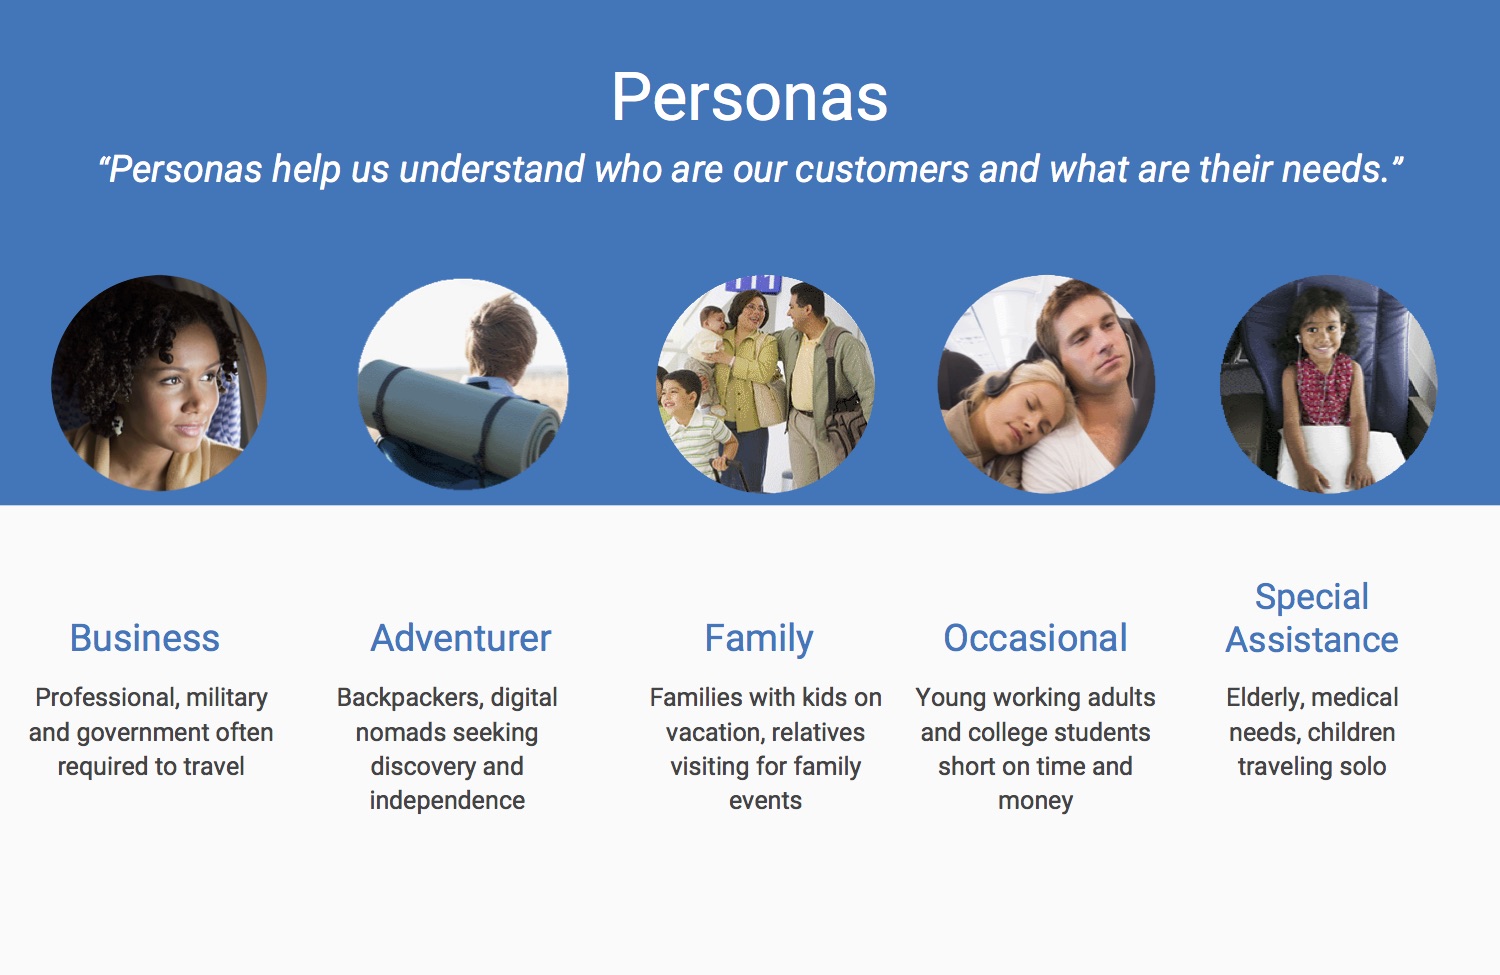 Personas
“Personas help us understand who are our customers and what are their needs.”
Business
Professional, military
and government often
required to travel
Adventurer
Backpackers, digital
nomads seeking
discovery and
independence
Family
Families with kids on
vacation, relatives
visiting for family
events
Occasional
Young working adults
and college students
short on time and
money
Special
Assistance
Elderly, medical
needs, children
traveling solo